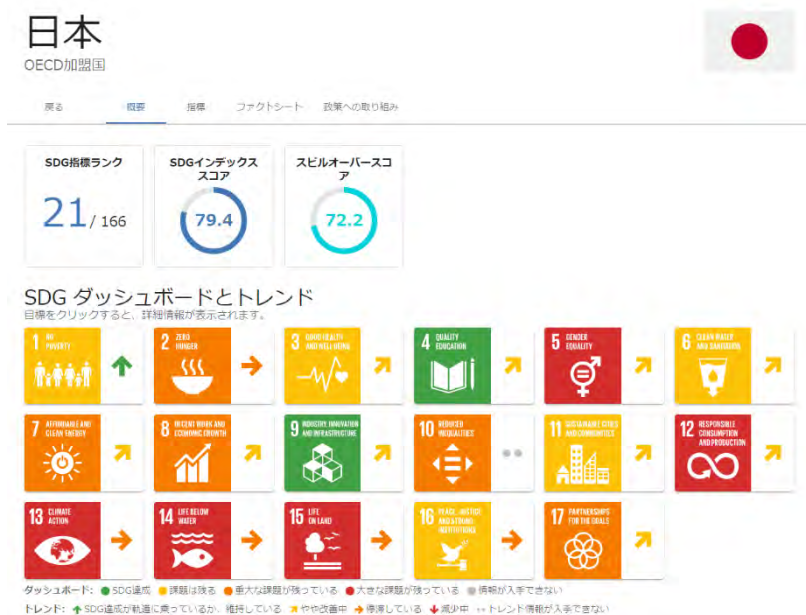 日本
OECD加盟国
戻る 概要 指標 ファクトシート 政策への取り組み
SDG指標ランク
21/ 166
SDGインデックス
スコア
79.4
スピルオーバースコ
ア
72.2
SDG ダッシュボードとトレンド
目標をクリックすると、詳細情報が表示されます。
1 NO
POVERTY
2 ZERO
HUNGER
3 GOOD HEALTH
AND WELL-BEING
4 QUALITY
EDUCATION
5 GENDER
EQUALITY
6 CLEAN WATER
AND SANITATION
7 AFFORDABLE AND
CLEAN ENERGY
8 DECENT WORK AND
ECONOMIC GROWTH
9 INDUSTRY, INNOVATION
AND INFRASTRUCTURE
10 REDUCED
INEQUALITIES
11 SUSTAINABLE CITIES
AND COMMUNITIES
12 RESPONSIBLE
CONSUMPTION
AND PRODUCTION
13 CLIMATE
ACTION
14 LIFE BELOW
WATER
15 LIFE
ON LAND
16 PEACE, JUSTICE
AND STRONG
INSTITUTIONS
17 PARTNERSHIPS
FOR THE GOALS
ダッシュボード: SDG達成 課題は残る 重大な課題が残っている 大きな課題が残っている 情報が入手できない
トレンド: SDG達成が軌道に乗っているか、維持している やや改善中 停滞している 減少中 トレンド情報が入手できない